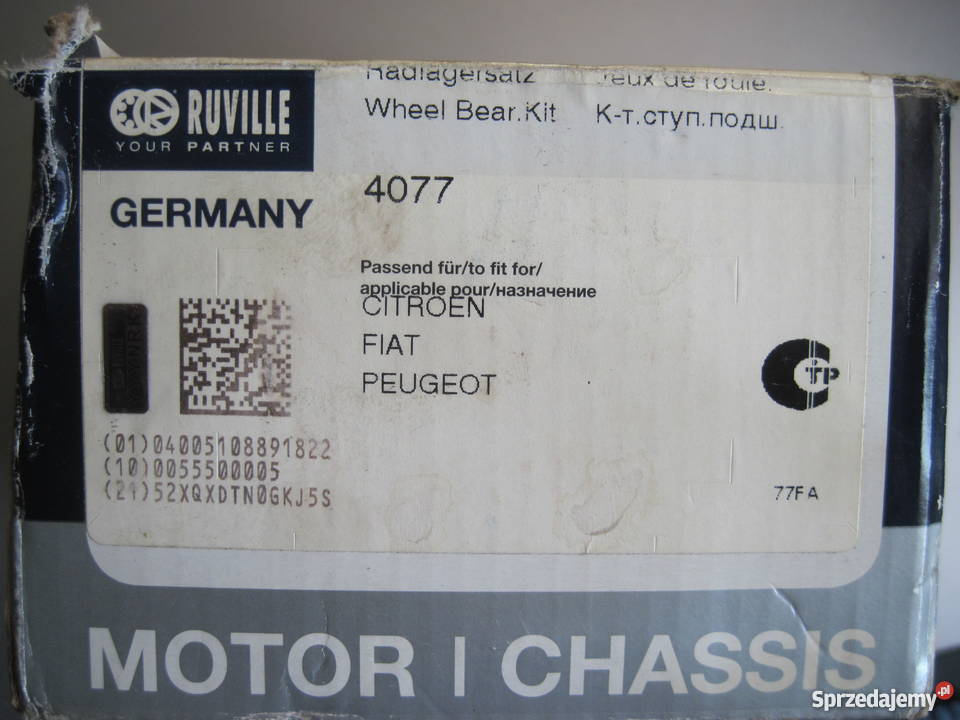 RUVILLE
YOUR PARTNER
Radlagersatz Jeux de roule.
Wheel Bear.Kit К-т.ступ.подш.
4077
GERMANY
Passend für/to fit for/
applicable pour/назначение
CITROEN
FIAT
PEUGEOT
(01)04005108891822
(10)0055500005
(21)52XQXDTN0GKJ5S
77FA
MOTOR | CHASSIS
Sprzedajemy.pl